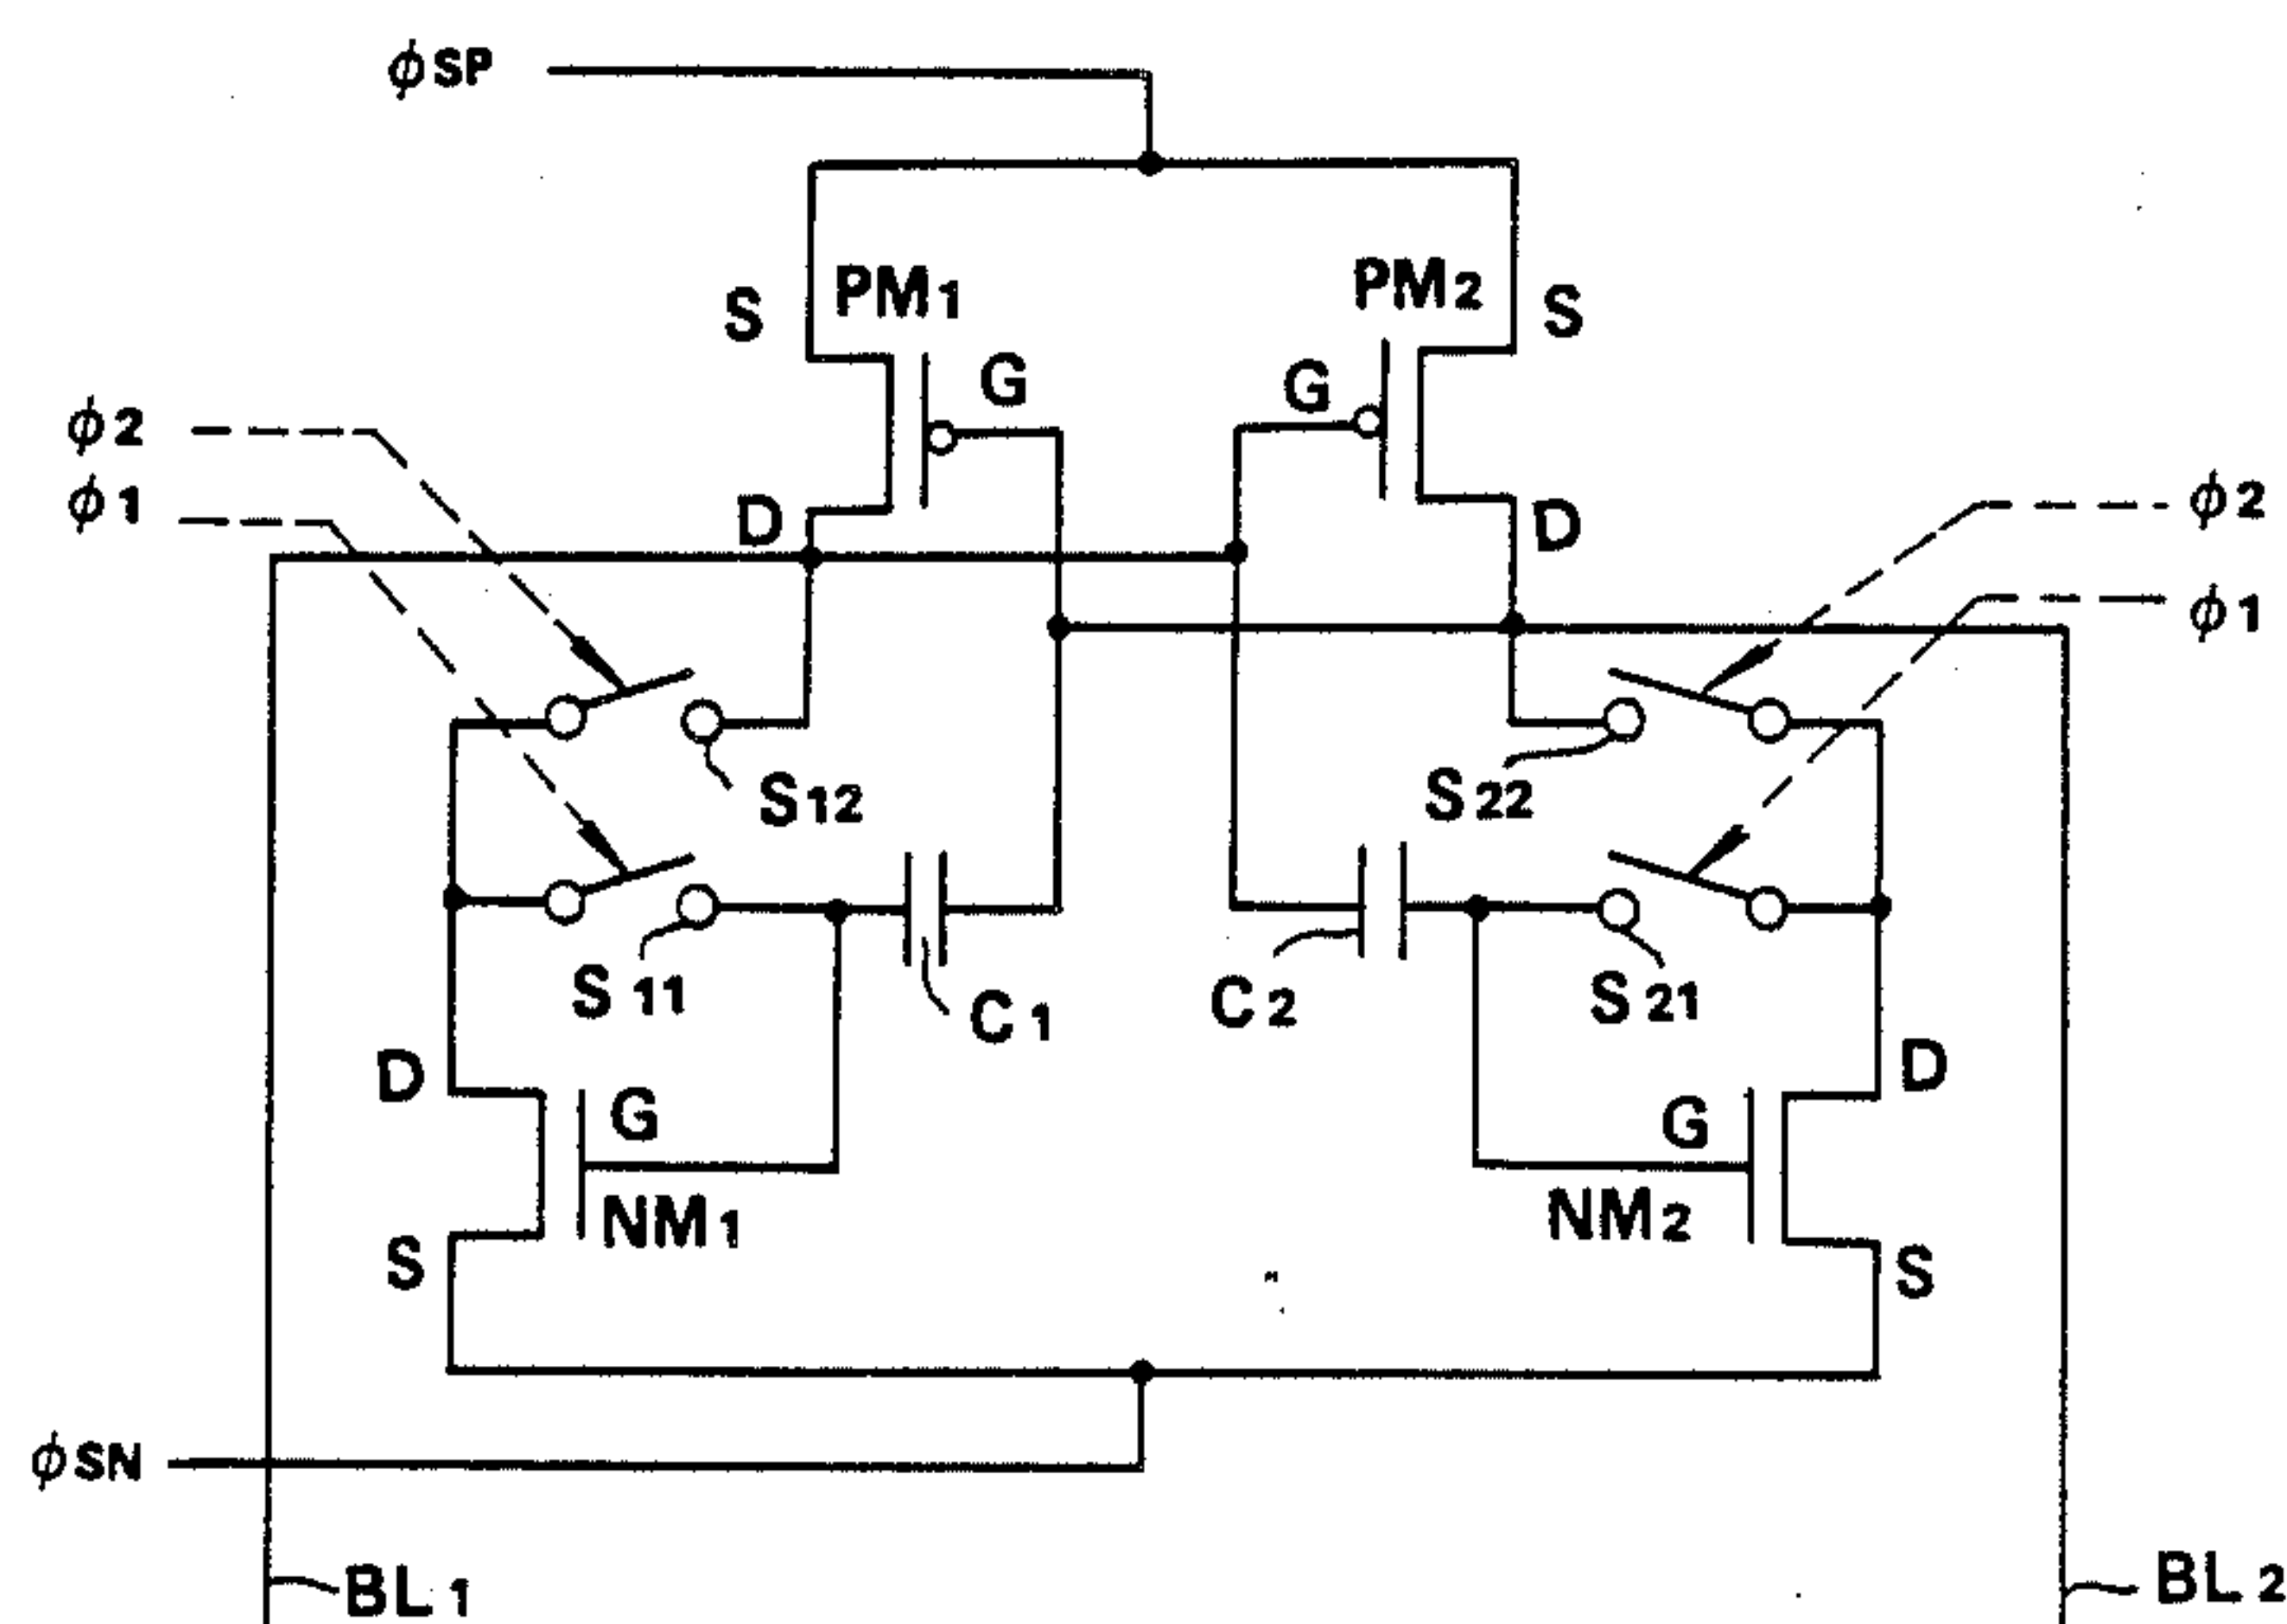 ϕSP
PM1 PM2
S S
G G
ϕ2
ϕ1
ϕ2
D D
ϕ1
S12 S22
S11 C1 C2 S21
D G G D
NM1 NM2
S S
ϕSN
BL1 BL2